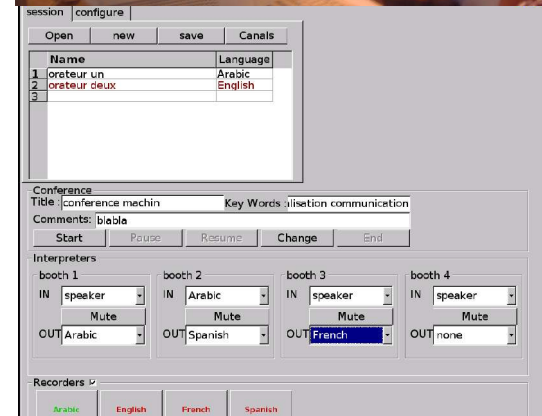 session configure
Open new save Canals
Name Language
1 orateur un Arabic
2 orateur deux English
3
Conference
Title : conference machin Key Words : alisation communication
Comments: blabla
Start Pause Resume Change End
Interpreters
booth 1 booth 2 booth 3 booth 4
IN speaker IN Arabic IN speaker IN speaker
Mute Mute Mute Mute
OUT Arabic OUT Spanish OUT French OUT none
Recorders
Arabic English French Spanish